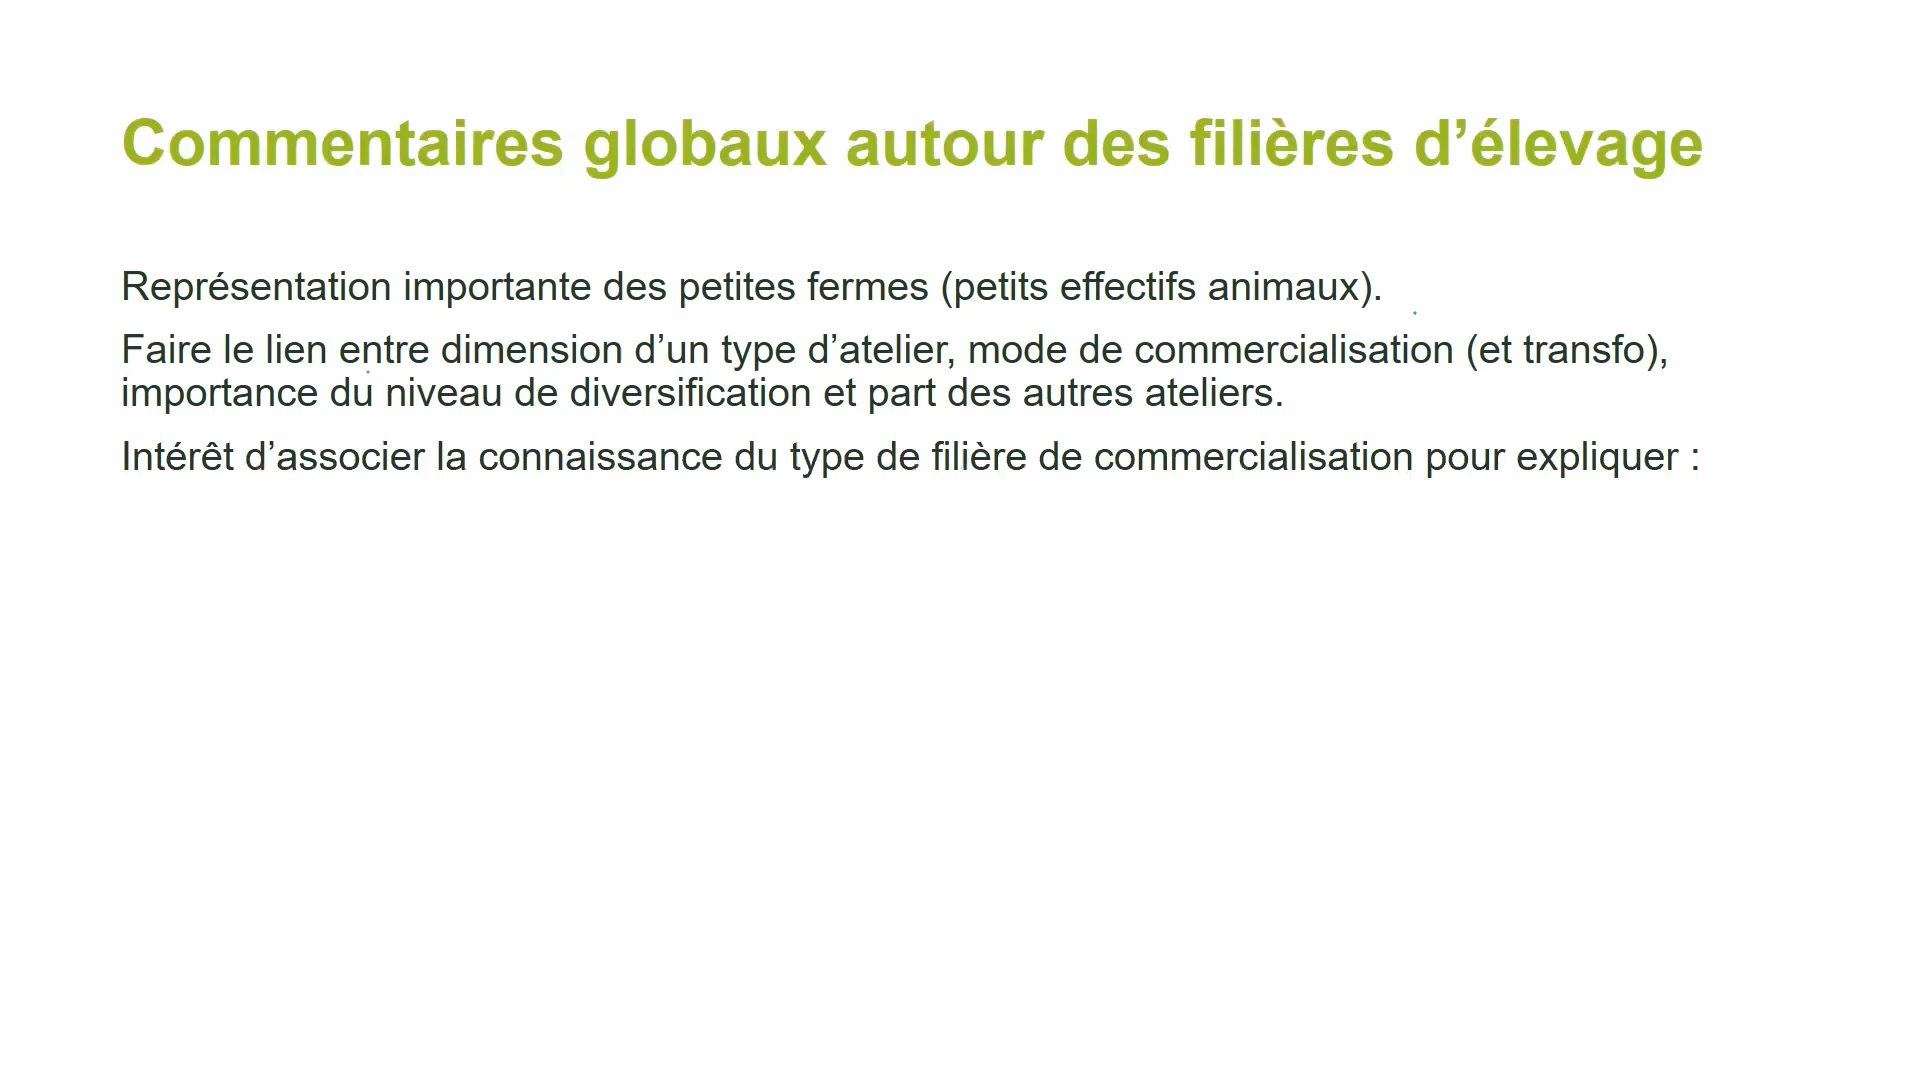 Commentaires globaux autour des filières d’élevage
Représentation importante des petites fermes (petits effectifs animaux).
Faire le lien entre dimension d’un type d’atelier, mode de commercialisation (et transfo),
importance du niveau de diversification et part des autres ateliers.
Intérêt d’associer la connaissance du type de filière de commercialisation pour expliquer :